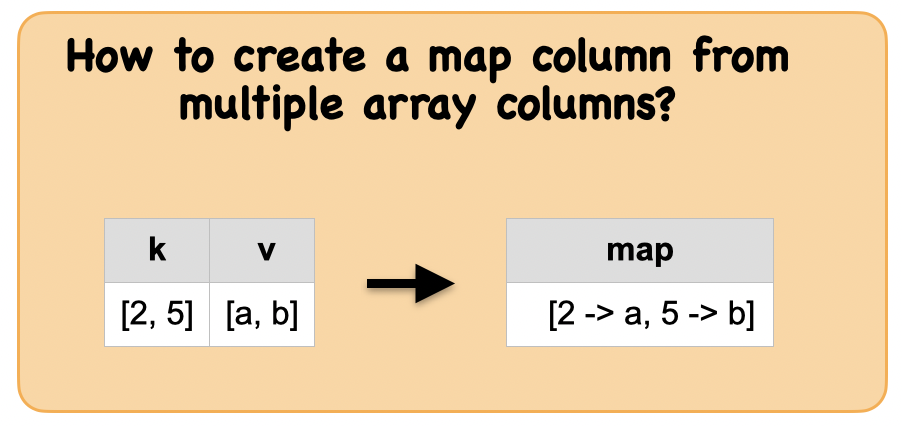 How to create a map column from
multiple array columns?
k v map
[2, 5] [a, b] [2 -> a, 5 -> b]